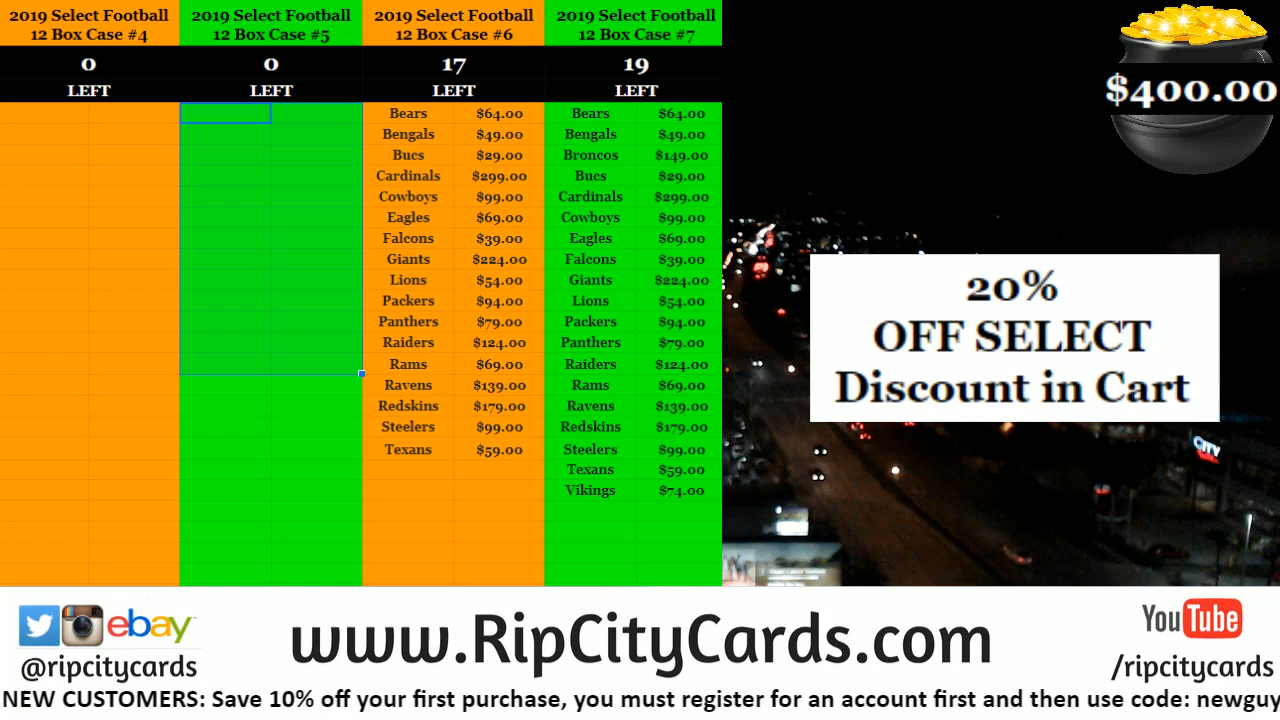 2019 Select Football
12 Box Case #4
0
LEFT
2019 Select Football
12 Box Case #5
0
LEFT
2019 Select Football
12 Box Case #6
17
LEFT
Bears $64.00
Bengals $49.00
Bucs $29.00
Cardinals $299.00
Cowboys $99.00
Eagles $69.00
Falcons $39.00
Giants $224.00
Lions $54.00
Packers $94.00
Panthers $79.00
Raiders $124.00
Rams $69.00
Ravens $139.00
Redskins $179.00
Steelers $99.00
Texans $59.00
2019 Select Football
12 Box Case #7
19
LEFT
Bears $64.00
Bengals $49.00
Broncos $149.00
Bucs $29.00
Cardinals $299.00
Cowboys $99.00
Eagles $69.00
Falcons $39.00
Giants $224.00
Lions $54.00
Packers $94.00
Panthers $79.00
Raiders $124.00
Rams $69.00
Ravens $139.00
Redskins $179.00
Steelers $99.00
Texans $59.00
Vikings $74.00
$400.00
20%
OFF SELECT
Discount in Cart
CITY
ebay
@ripcitycards
www.RipCityCards.com
YouTube
/ripcitycards
NEW CUSTOMERS: Save 10% off your first purchase, you must register for an account first and then use code: newguy